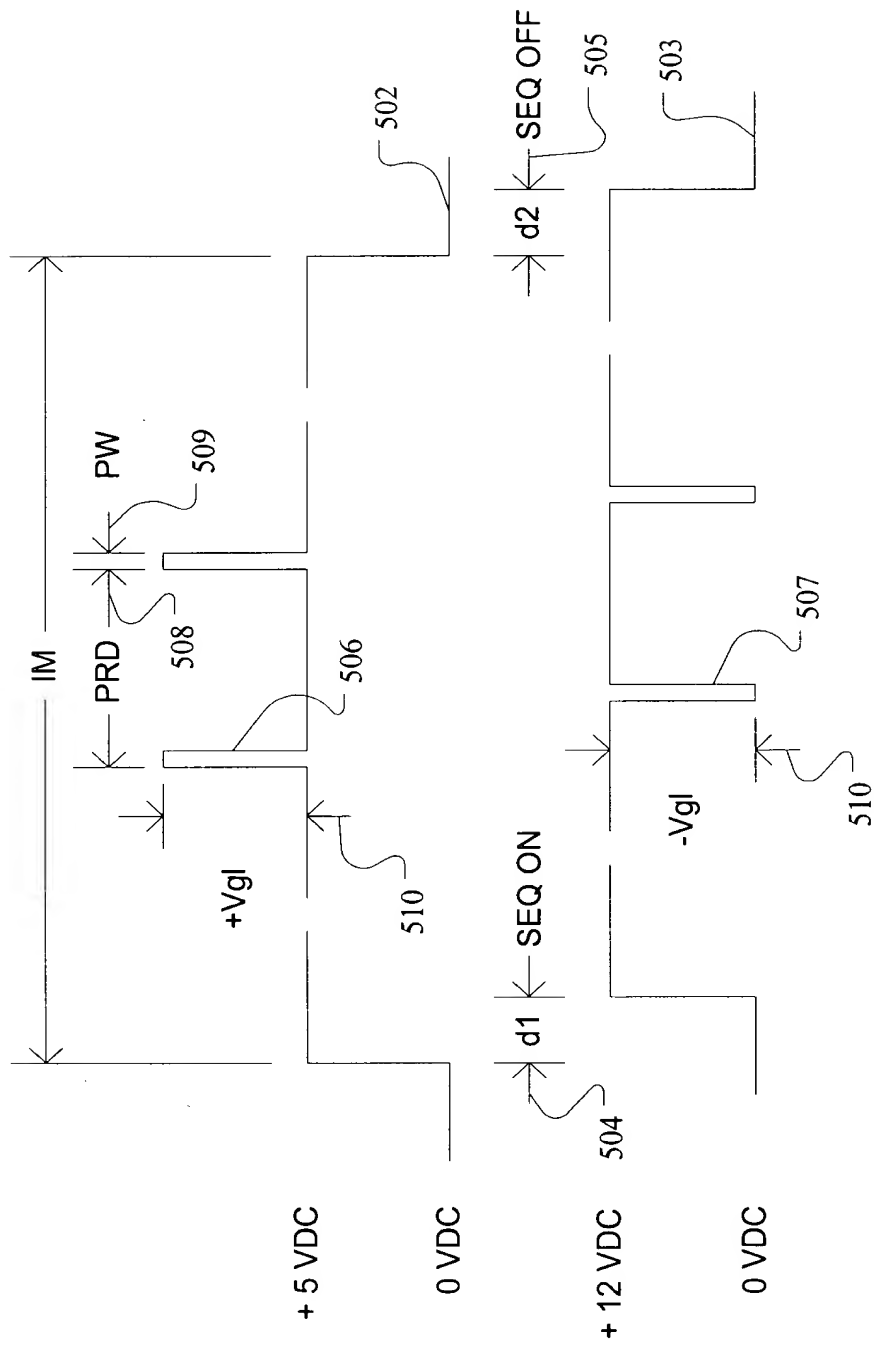 IM
PRD
PW
508
509
+Vgl
506
510
502
+ 5 VDC
0 VDC
d1
SEQ ON
504
d2
SEQ OFF
505
-Vgl
507
510
503
+ 12 VDC
0 VDC